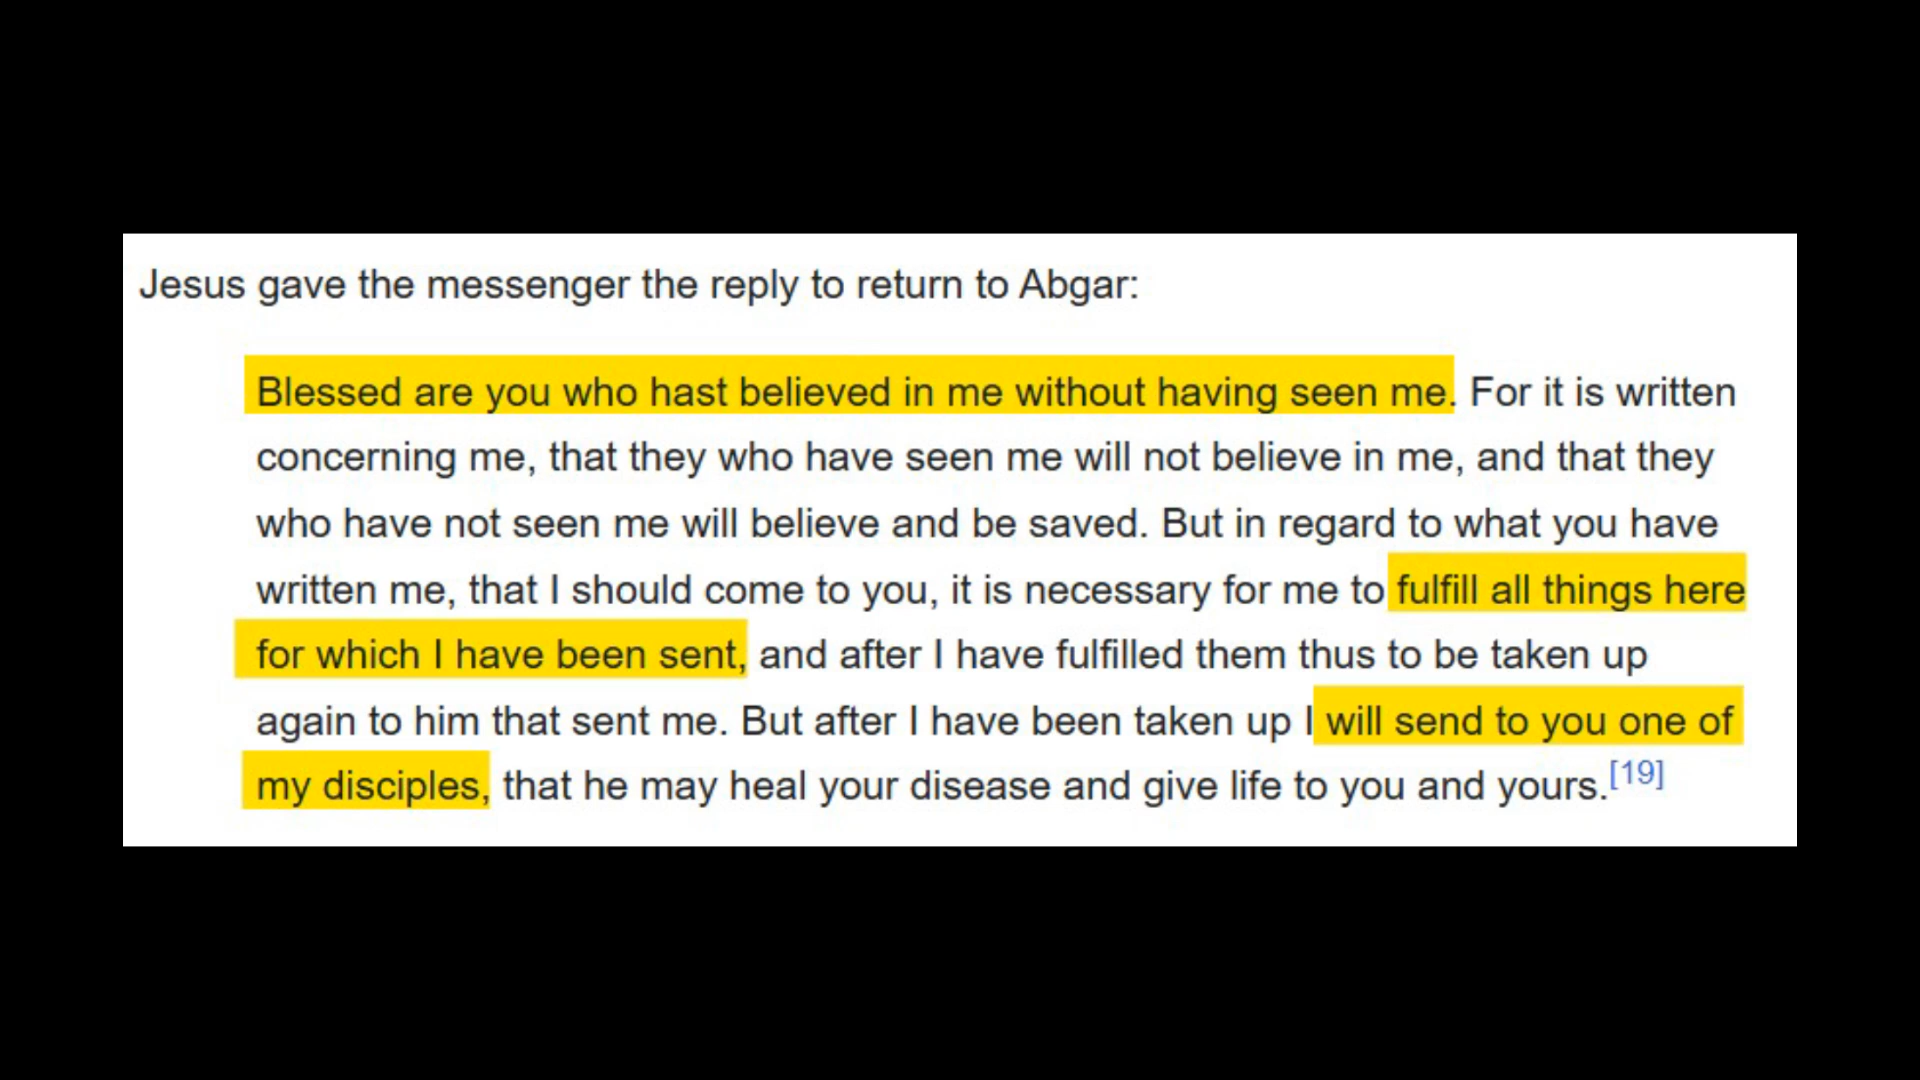 Jesus gave the messenger the reply to return to Abgar:
Blessed are you who hast believed in me without having seen me. For it is written
concerning me, that they who have seen me will not believe in me, and that they
who have not seen me will believe and be saved. But in regard to what you have
written me, that I should come to you, it is necessary for me to fulfill all things here
for which I have been sent, and after I have fulfilled them thus to be taken up
again to him that sent me. But after I have been taken up I will send to you one of
my disciples, that he may heal your disease and give life to you and yours.[19]